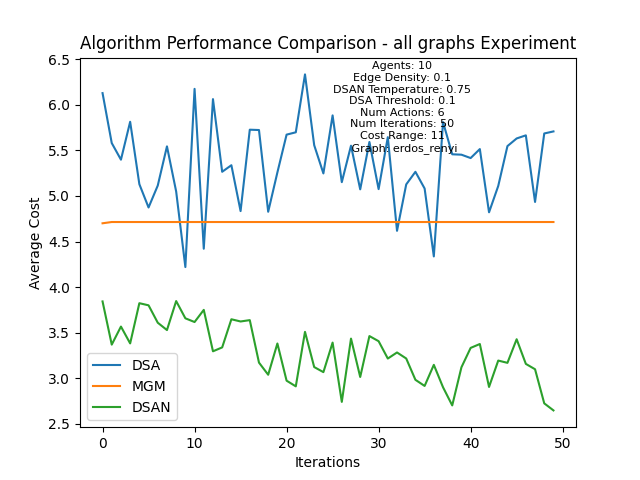 Algorithm Performance Comparison - all graphs Experiment
Agents: 10
Edge Density: 0.1
DSAN Temperature: 0.75
DSA Threshold: 0.1
Num Actions: 6
Num Iterations: 50
Cost Range: 11
Graph: erdos_renyi
Average Cost
6.5
6.0
5.5
5.0
4.5
4.0
3.5
3.0
2.5
DSA
MGM
DSAN
0 10 20 30 40 50
Iterations